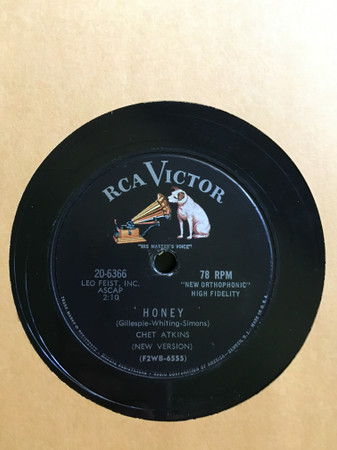 RCA VICTOR
"HIS MASTER'S VOICE"
20-6366
LEO FEIST, INC.
ASCAP
2:10
78 RPM
"NEW ORTHOPHONIC"
HIGH FIDELITY
HONEY
(Gillespie-Whiting-Simons)
CHET ATKINS
(NEW VERSION)
(F2WB-6555)